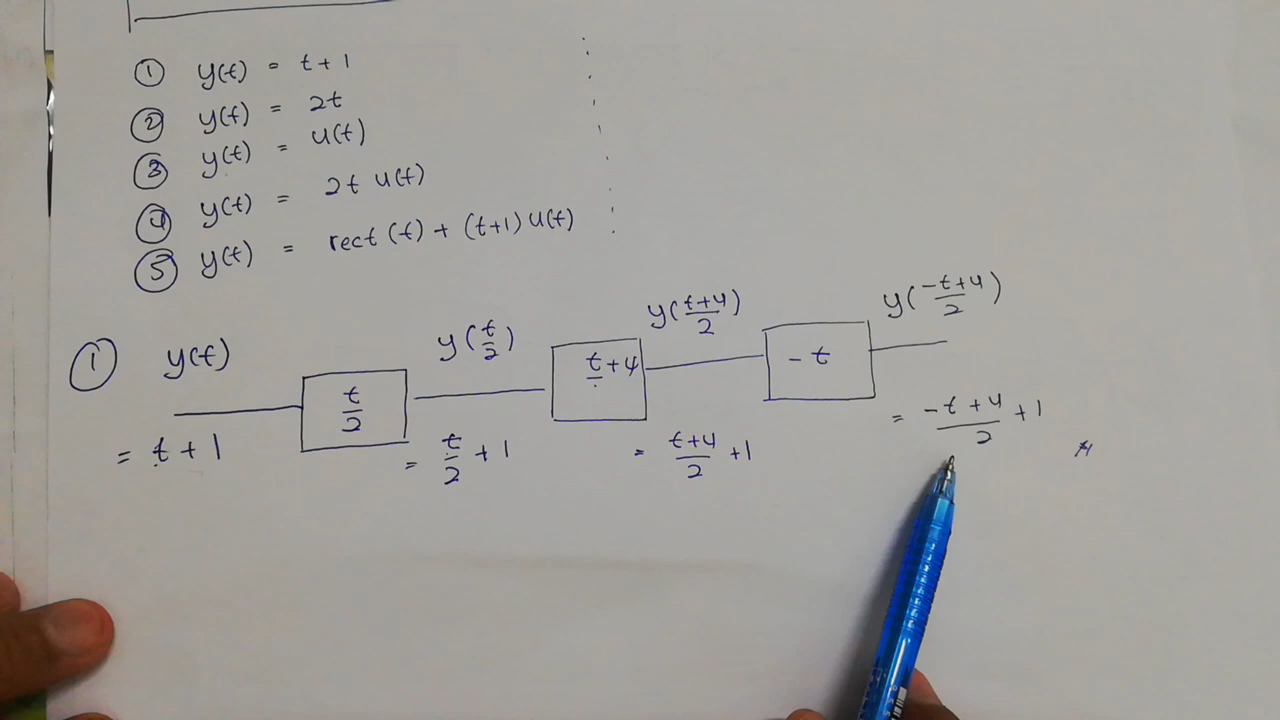 ① y(t) = t + 1
② y(t) = 2t
③ y(t) = u(t)
④ y(t) = 2t u(t)
⑤ y(t) = rect (t) + (t+1) u(t)
① y(t) y(t/2) y((t+4)/2) y((-t+4)/2)
t/2 t+4 -t
= t + 1 = t/2 + 1 = (t+4)/2 + 1 = (-t+4)/2 + 1